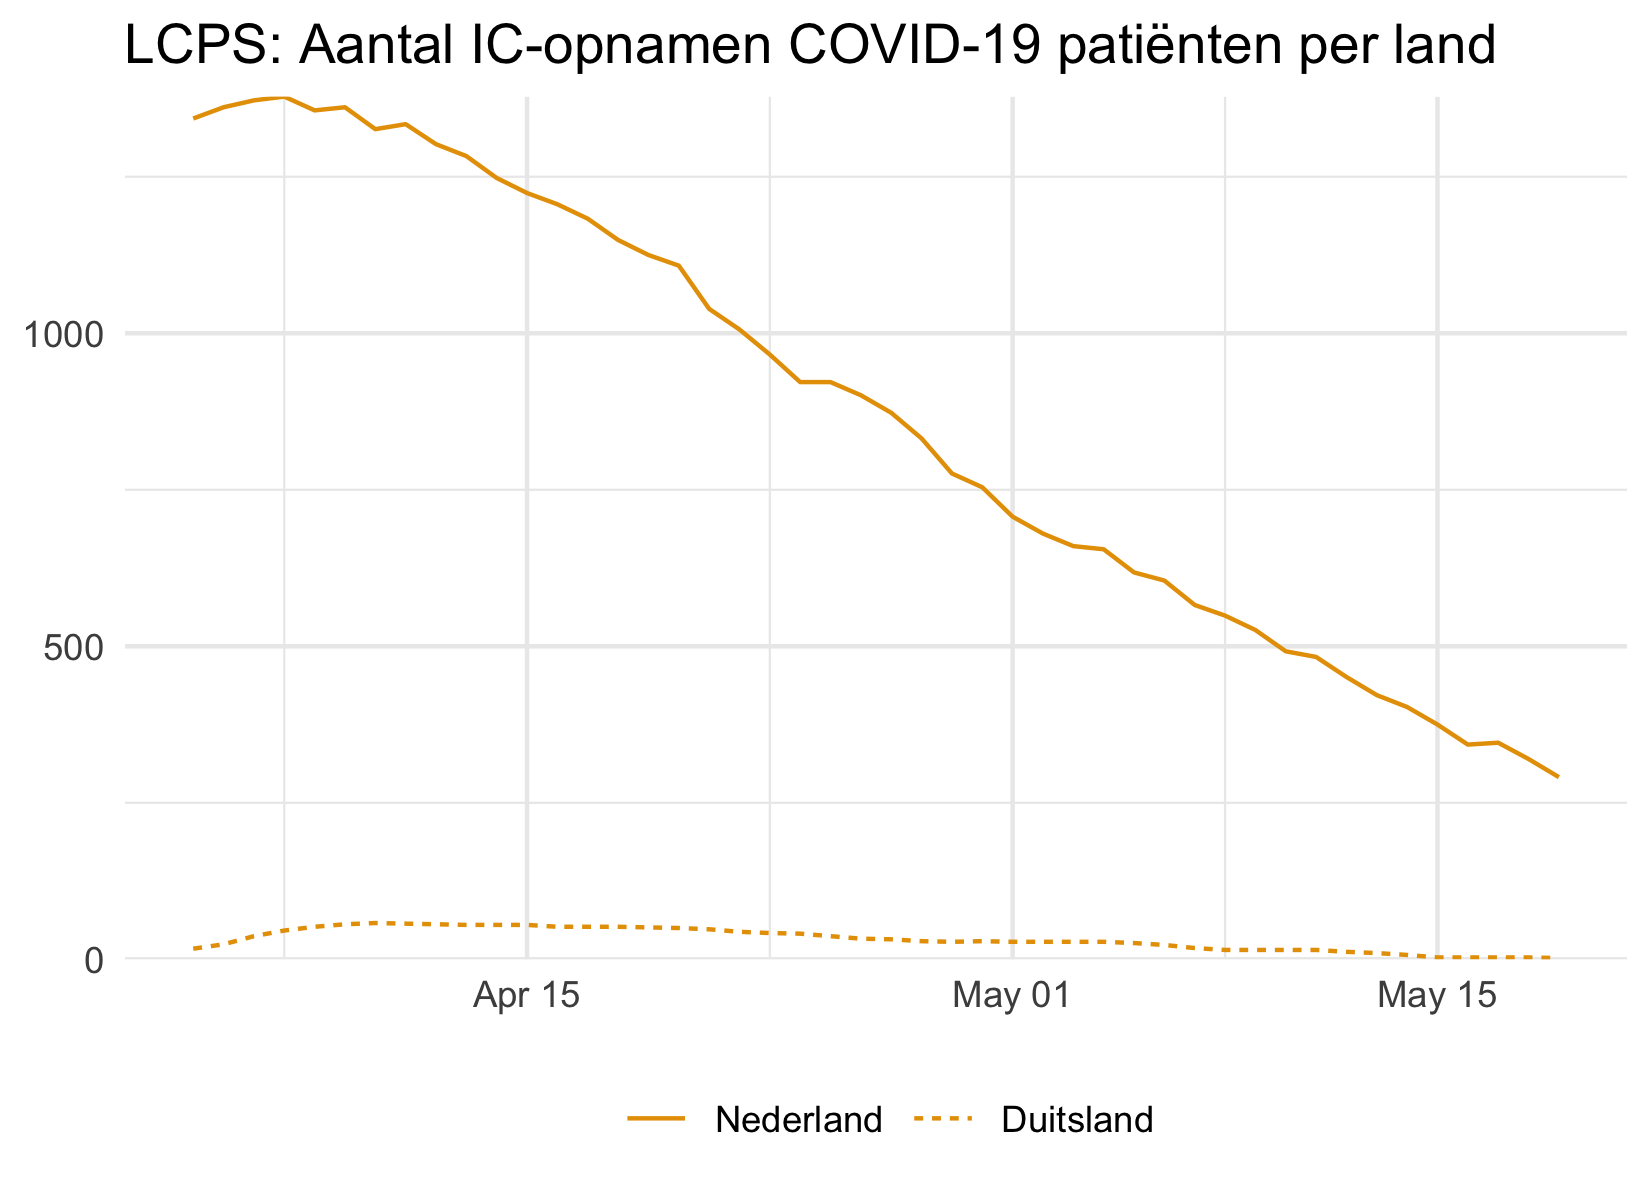 LCPS: Aantal IC-opnamen COVID-19 patiënten per land
1000
500
0
Apr 15 May 01 May 15
Nederland Duitsland